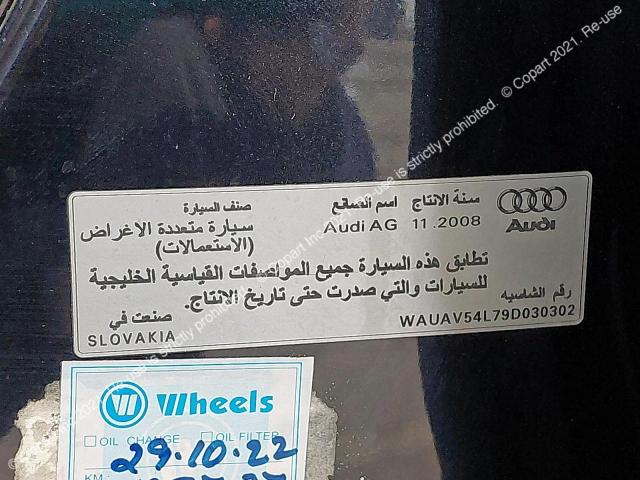 صنف السيارة
اسم الصانع
سنة الانتاج
سيارة متعددة الاغراض
Audi AG
11.2008
Audi
(الاستعمالات)
تطابق هذه السيارة جميع المواصفات القياسية الخليجية
للسيارات والتي صدرت حتى تاريخ الانتاج.
رقم الشاسيه
صنعت في
WAUAV54L79D030302
SLOVAKIA
Wheels
OIL CHANGE
OIL FILTER
29.10.22
KM:
© Copart 2021. Re-use is strictly prohibited.